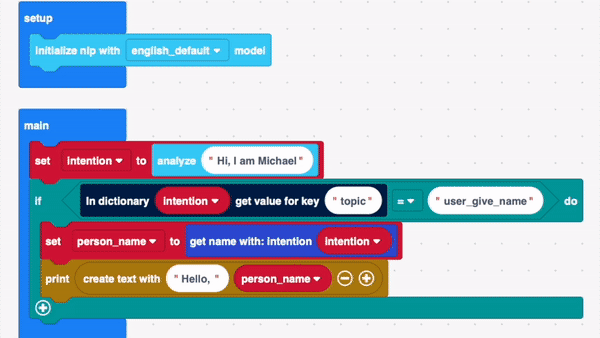 setup
Initialize nlp with english_default ▾ model
main
set intention ▾ to analyze "Hi, I am Michael"
if In dictionary intention ▾ get value for key "topic" = ▾ "user_give_name" do
set person_name ▾ to get name with: intention intention ▾
print create text with "Hello, " person_name ▾